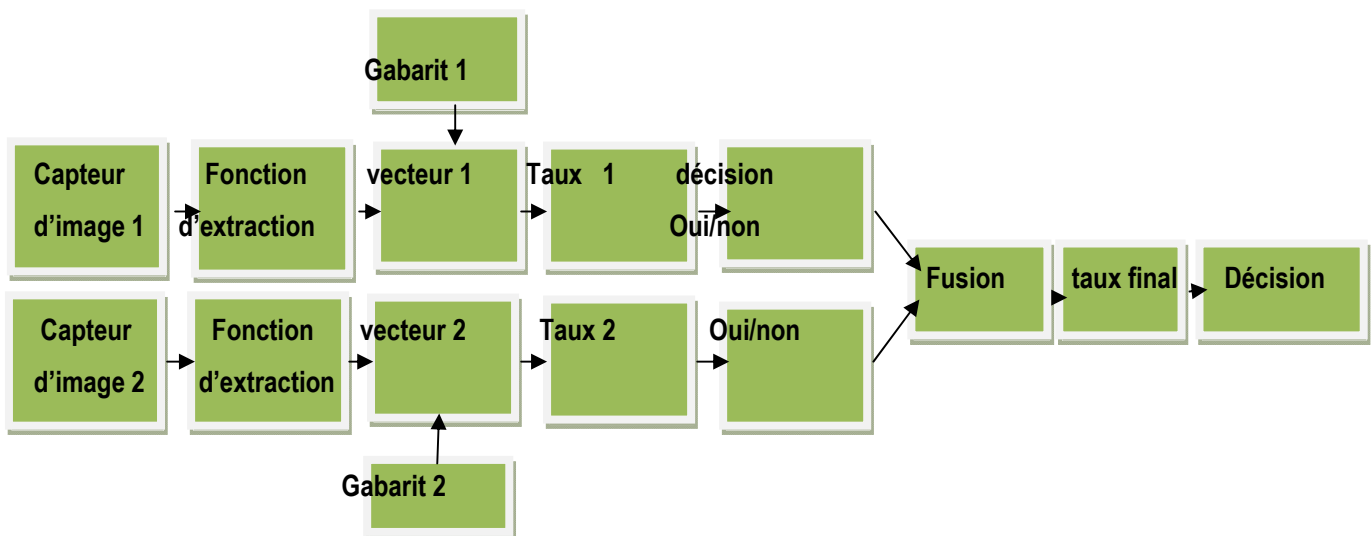 Gabarit 1
Capteur d’image 1
Fonction d’extraction
vecteur 1
Taux 1
décision Oui/non
Capteur d’image 2
Fonction d’extraction
vecteur 2
Taux 2
Oui/non
Gabarit 2
Fusion
taux final
Décision